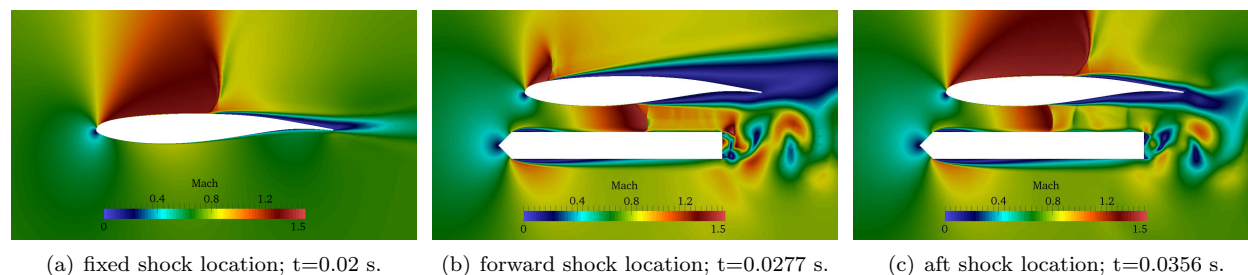 Mach
0.4 0.8 1.2
0 1.5
Mach
0.4 0.8 1.2
0 1.5
Mach
0.4 0.8 1.2
0 1.5
(a) fixed shock location; t=0.02 s.
(b) forward shock location; t=0.0277 s.
(c) aft shock location; t=0.0356 s.